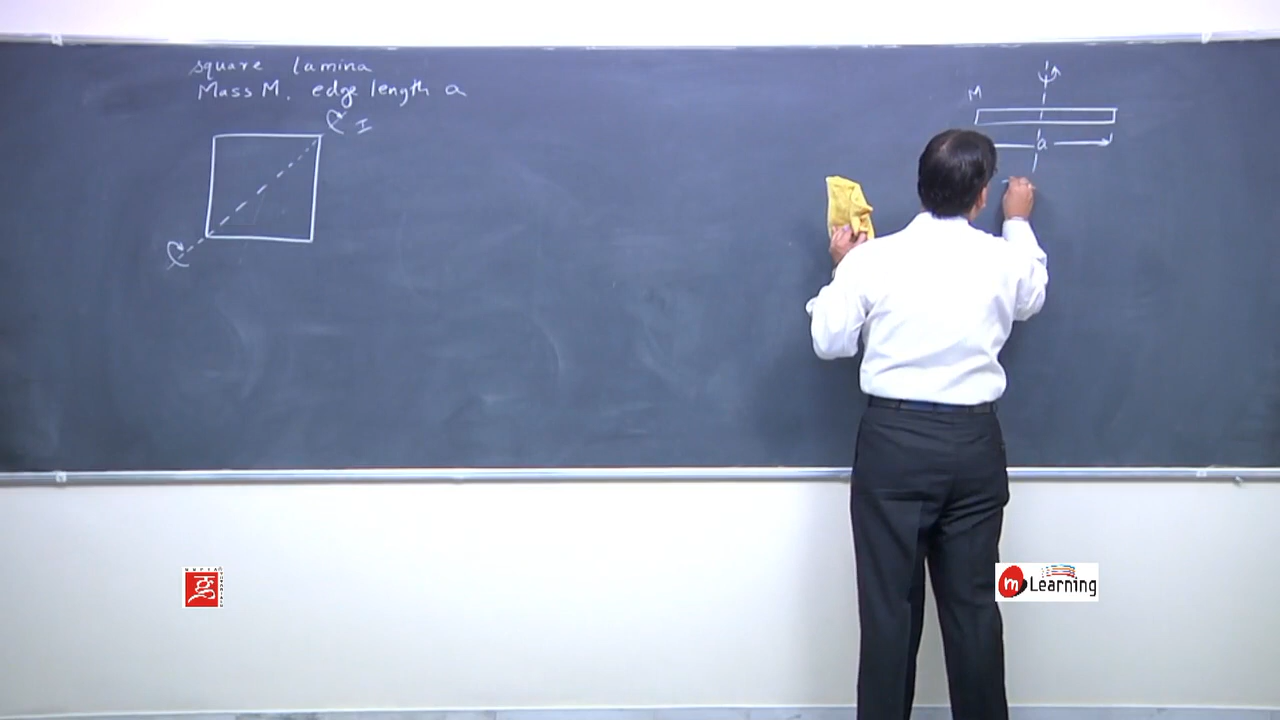 square lamina
Mass M, edge length a
I
M
a
m Learning